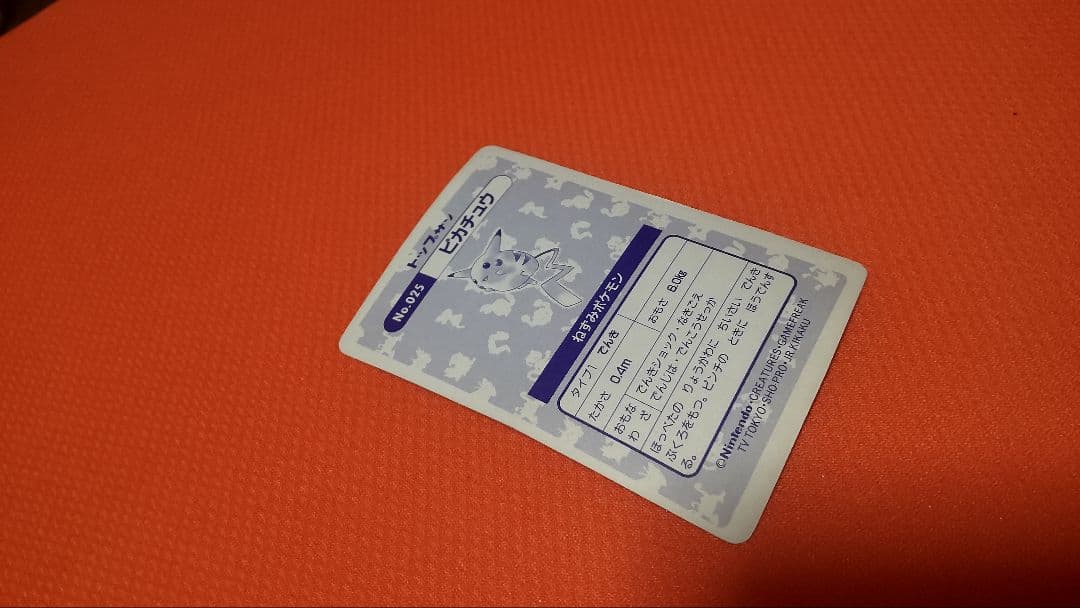 トップサン
No.025 ピカチュウ
ねずみポケモン
タイプ1 でんき
たかさ 0.4m おもさ 6.0kg
おもな わざ でんきショック・なきごえ
でんじは・でんこうせっか
ほっぺたの りょうがわに ちいさい でんき
ぶくろをもつ。ピンチの ときに ほうでんす
る。
©Nintendo・CREATURES・GAMEFREAK
TV TOKYO・SHO-PRO・JR KIKAKU